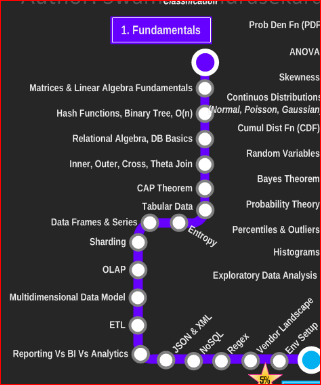 Classification
1. Fundamentals
Matrices & Linear Algebra Fundamentals
Hash Functions, Binary Tree, O(n)
Relational Algebra, DB Basics
Inner, Outer, Cross, Theta Join
CAP Theorem
Tabular Data
Entropy
Data Frames & Series
Sharding
OLAP
Multidimensional Data Model
ETL
Reporting Vs BI Vs Analytics
JSON & XML
NoSQL
Regex
Vendor Landscape
Env Setup
5%
Prob Den Fn (PDF
ANOVA
Skewness
Continuous Distributions
(Normal, Poisson, Gaussian
Cumul Dist Fn (CDF)
Random Variables
Bayes Theorem
Probability Theory
Percentiles & Outliers
Histograms
Exploratory Data Analysis